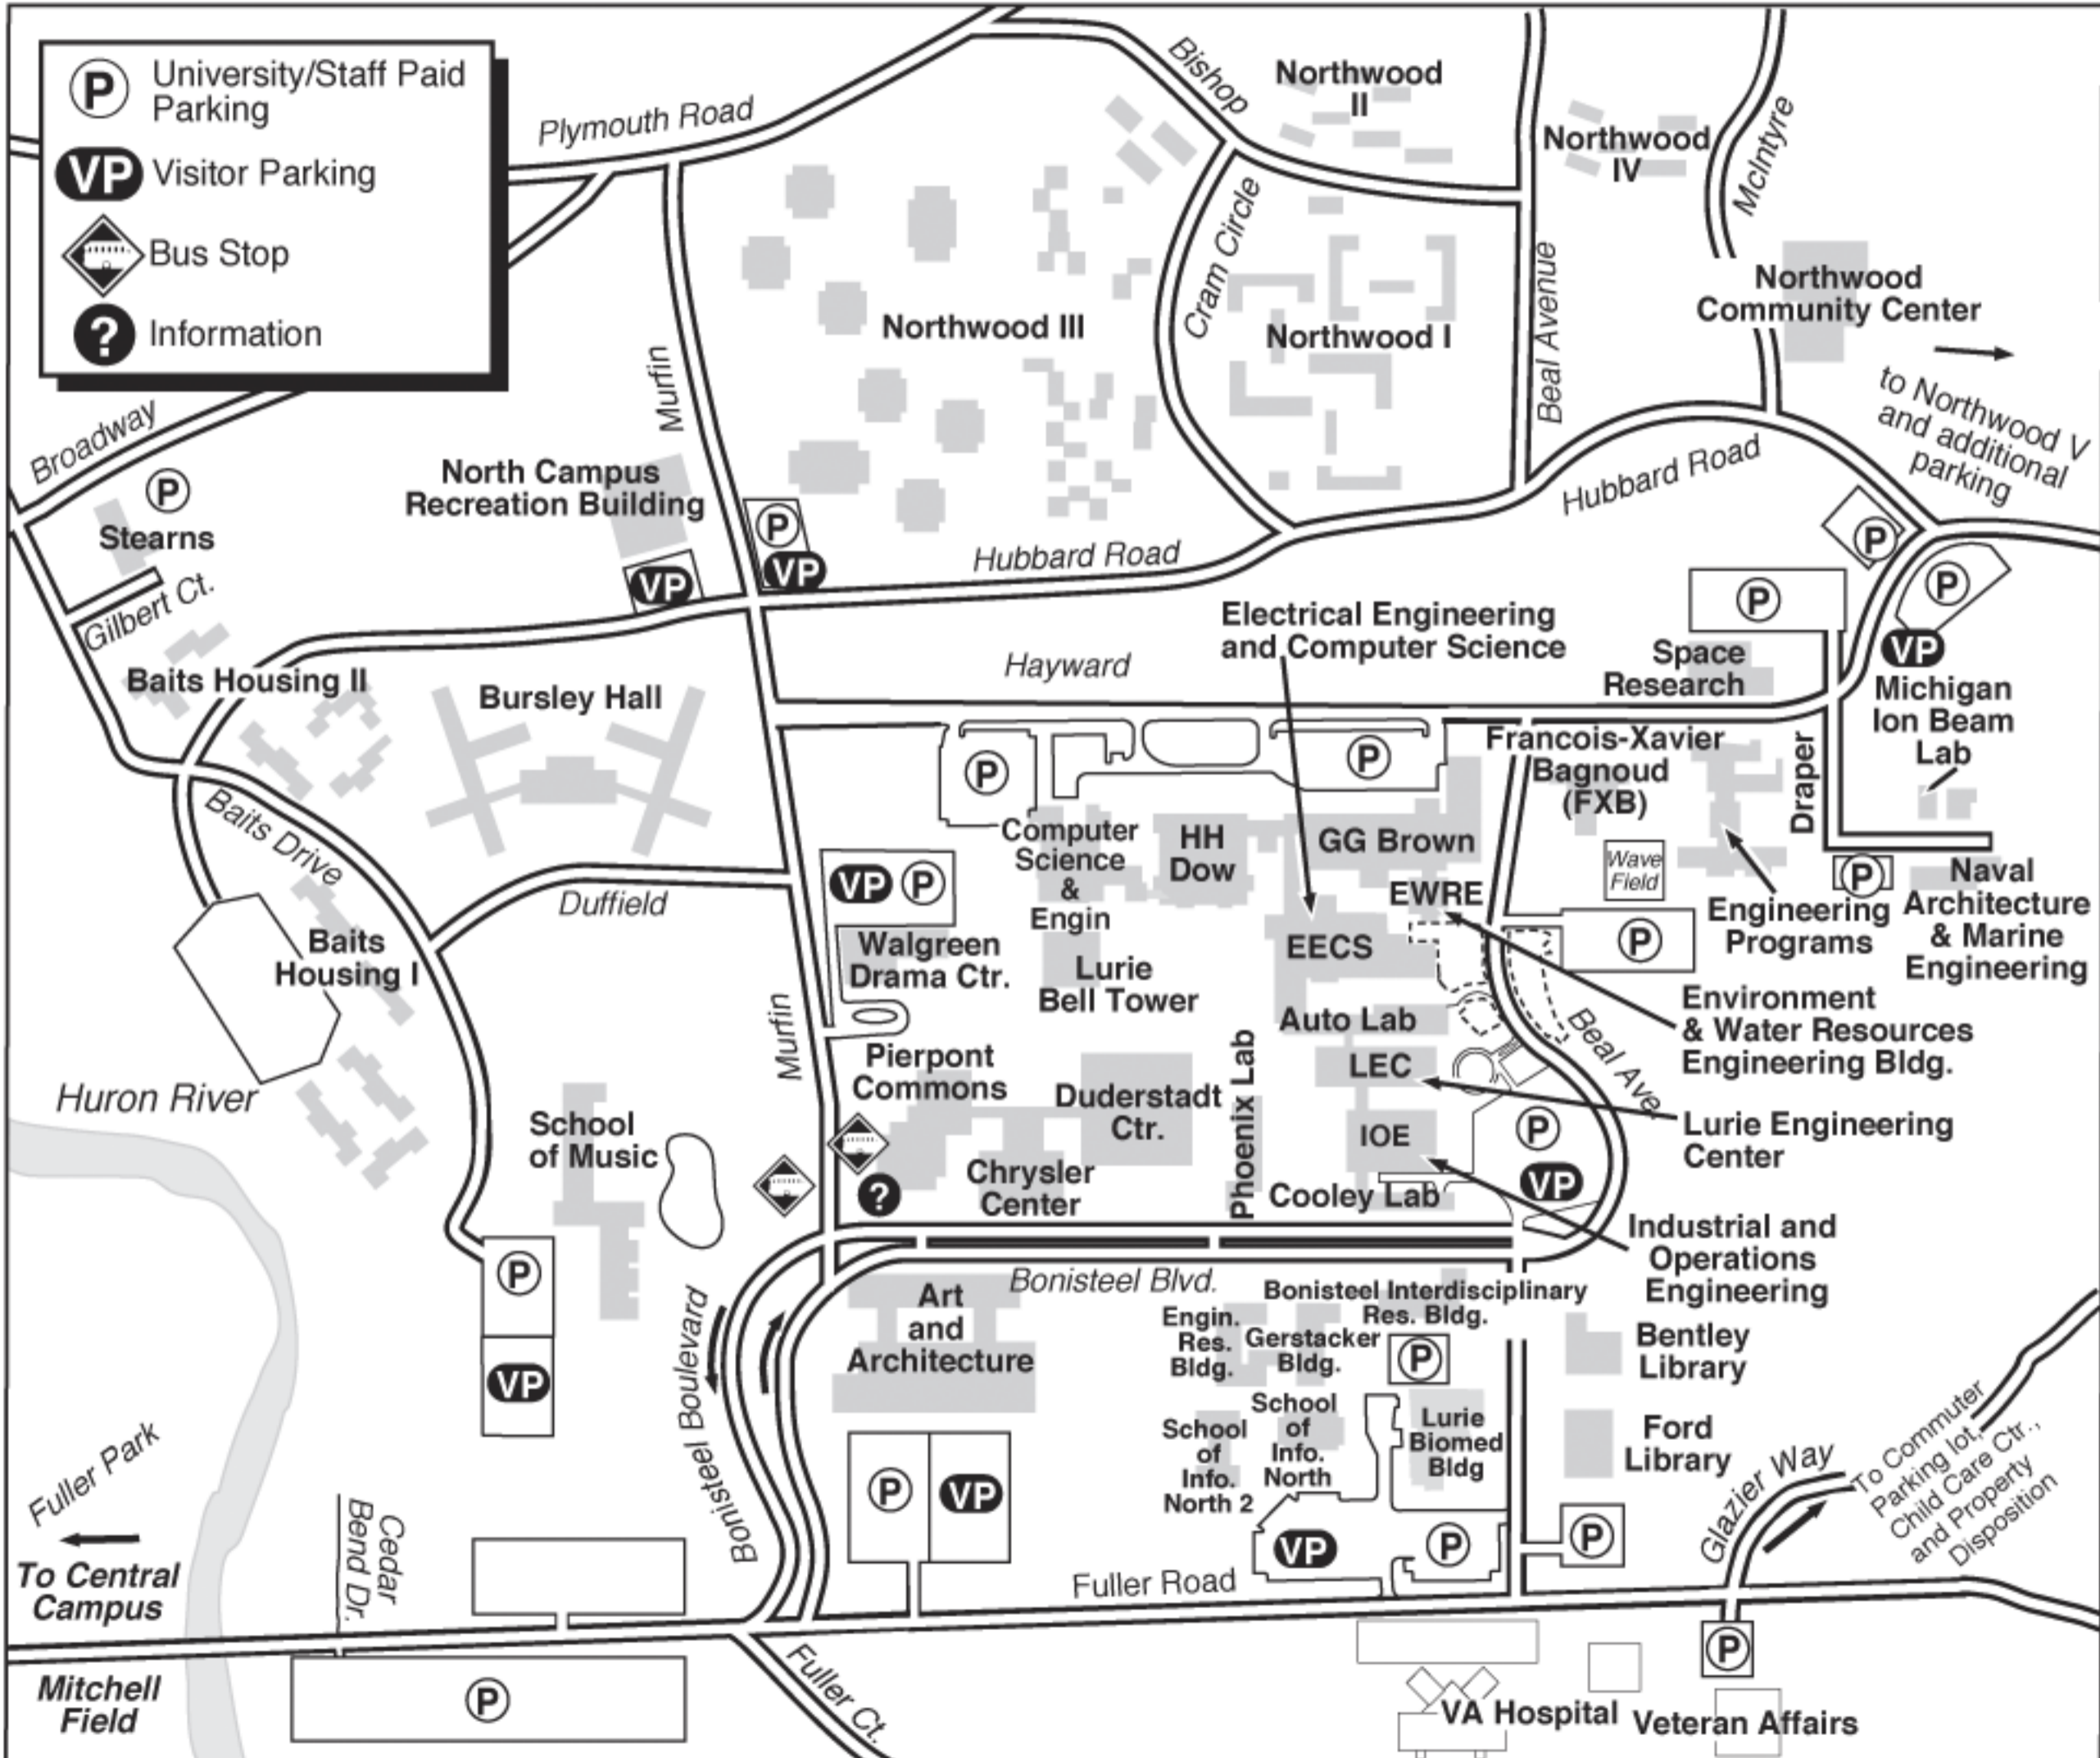 P University/Staff Paid
Parking
VP Visitor Parking
Bus Stop
? Information
Plymouth Road
Bishop
Northwood
II
Northwood
IV
McIntyre
Cram Circle
Beal Avenue
Northwood
Community Center
to Northwood V
and additional
parking
Northwood III
Northwood I
Murfin
Broadway
P
Stearns
Gilbert Ct.
North Campus
Recreation Building
P
VP
VP
Hubbard Road
Hubbard Road
P
P
P
VP
Electrical Engineering
and Computer Science
Hayward
Space
Research
Michigan
Ion Beam
Lab
Baits Housing II
Bursley Hall
P
P
Francois-Xavier
Bagnoud
(FXB)
Draper
Baits Drive
Duffield
Computer
Science
&
Engin
HH
Dow
GG Brown
Wave
Field
P
VP P
EWRE
Engineering
Programs
Naval
Architecture
& Marine
Engineering
Baits
Housing I
Walgreen
Drama Ctr.
Lurie
Bell Tower
EECS
P
Environment
& Water Resources
Engineering Bldg.
Murfin
Auto Lab
Beal Ave.
Huron River
Pierpont
Commons
Duderstadt
Ctr.
Phoenix Lab
LEC
IOE
P
VP
Lurie Engineering
Center
School
of Music
?
Chrysler
Center
Cooley Lab
Industrial and
Operations
Engineering
P
VP
Bonisteel Boulevard
Bonisteel
Bonisteel Blvd.
Art
and
Architecture
Bonisteel Interdisciplinary
Res. Bldg.
Engin.
Res.
Bldg.
Gerstacker
Bldg.
P
Bentley
Library
School
of
Info.
North 2
School
of
Info.
North
Lurie
Biomed
Bldg
Ford
Library
Fuller Park
To Central
Campus
Cedar
Bend Dr.
P
VP
VP
P
P
Glazier Way
To Commuter
Parking lot,
Child Care Ctr.,
and Property
Disposition
Fuller Road
Mitchell
Field
P
Fuller Ct.
P
VA Hospital
Veteran Affairs